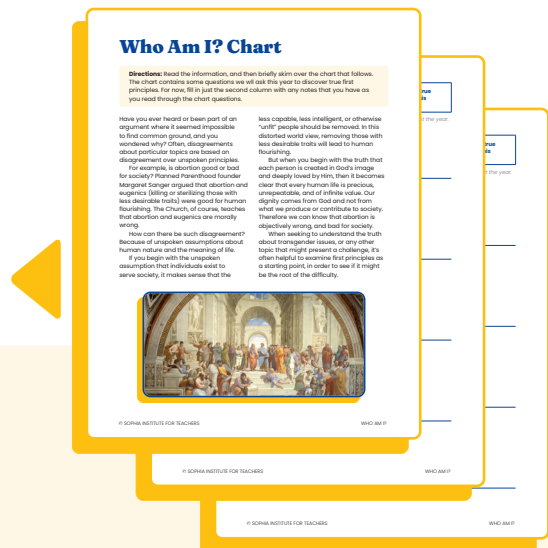 Who Am I? Chart
Directions: Read the information, and then briefly skim over the chart that follows.
The chart contains some questions we will ask this year to discover true first
principles. For now, fill in just the second column with any notes that you have as
you read through the chart questions.
Have you ever heard or been part of an
argument where it seemed impossible
to find common ground, and you
wondered why? Often, disagreements
about particular topics are based on
disagreement over unspoken principles.
For example, is abortion good or bad
for society? Planned Parenthood founder
Margaret Sanger argued that abortion and
eugenics (killing or sterilizing those with
less desirable traits) were good for human
flourishing. The Church, of course, teaches
that abortion and eugenics are morally
wrong.
How can there be such disagreement?
Because of unspoken assumptions about
human nature and the meaning of life.
If you begin with the unspoken
assumption that individuals exist to
serve society, it makes sense that the
less capable, less intelligent, or otherwise
“unfit” people should be removed. In this
distorted world view, removing those with
less desirable traits will lead to human
flourishing.
But when you begin with the truth that
each person is created in God’s image
and deeply loved by Him, then it becomes
clear that every human life is precious,
unrepeatable, and of infinite value. Our
dignity comes from God and not from
what we produce or contribute to society.
Therefore we can know that abortion is
objectively wrong, and bad for society.
When seeking to understand the truth
about transgender issues, or any other
topic that might present a challenge, it’s
often helpful to examine first principles as
a starting point, in order to see if it might
be the root of the difficulty.
© SOPHIA INSTITUTE FOR TEACHERS
WHO AM I?
rue
is
the year.
© SOPHIA INSTITUTE FOR TEACHERS
WHO AM I?
rue
is
the year.
© SOPHIA INSTITUTE FOR TEACHERS
WHO AM I?